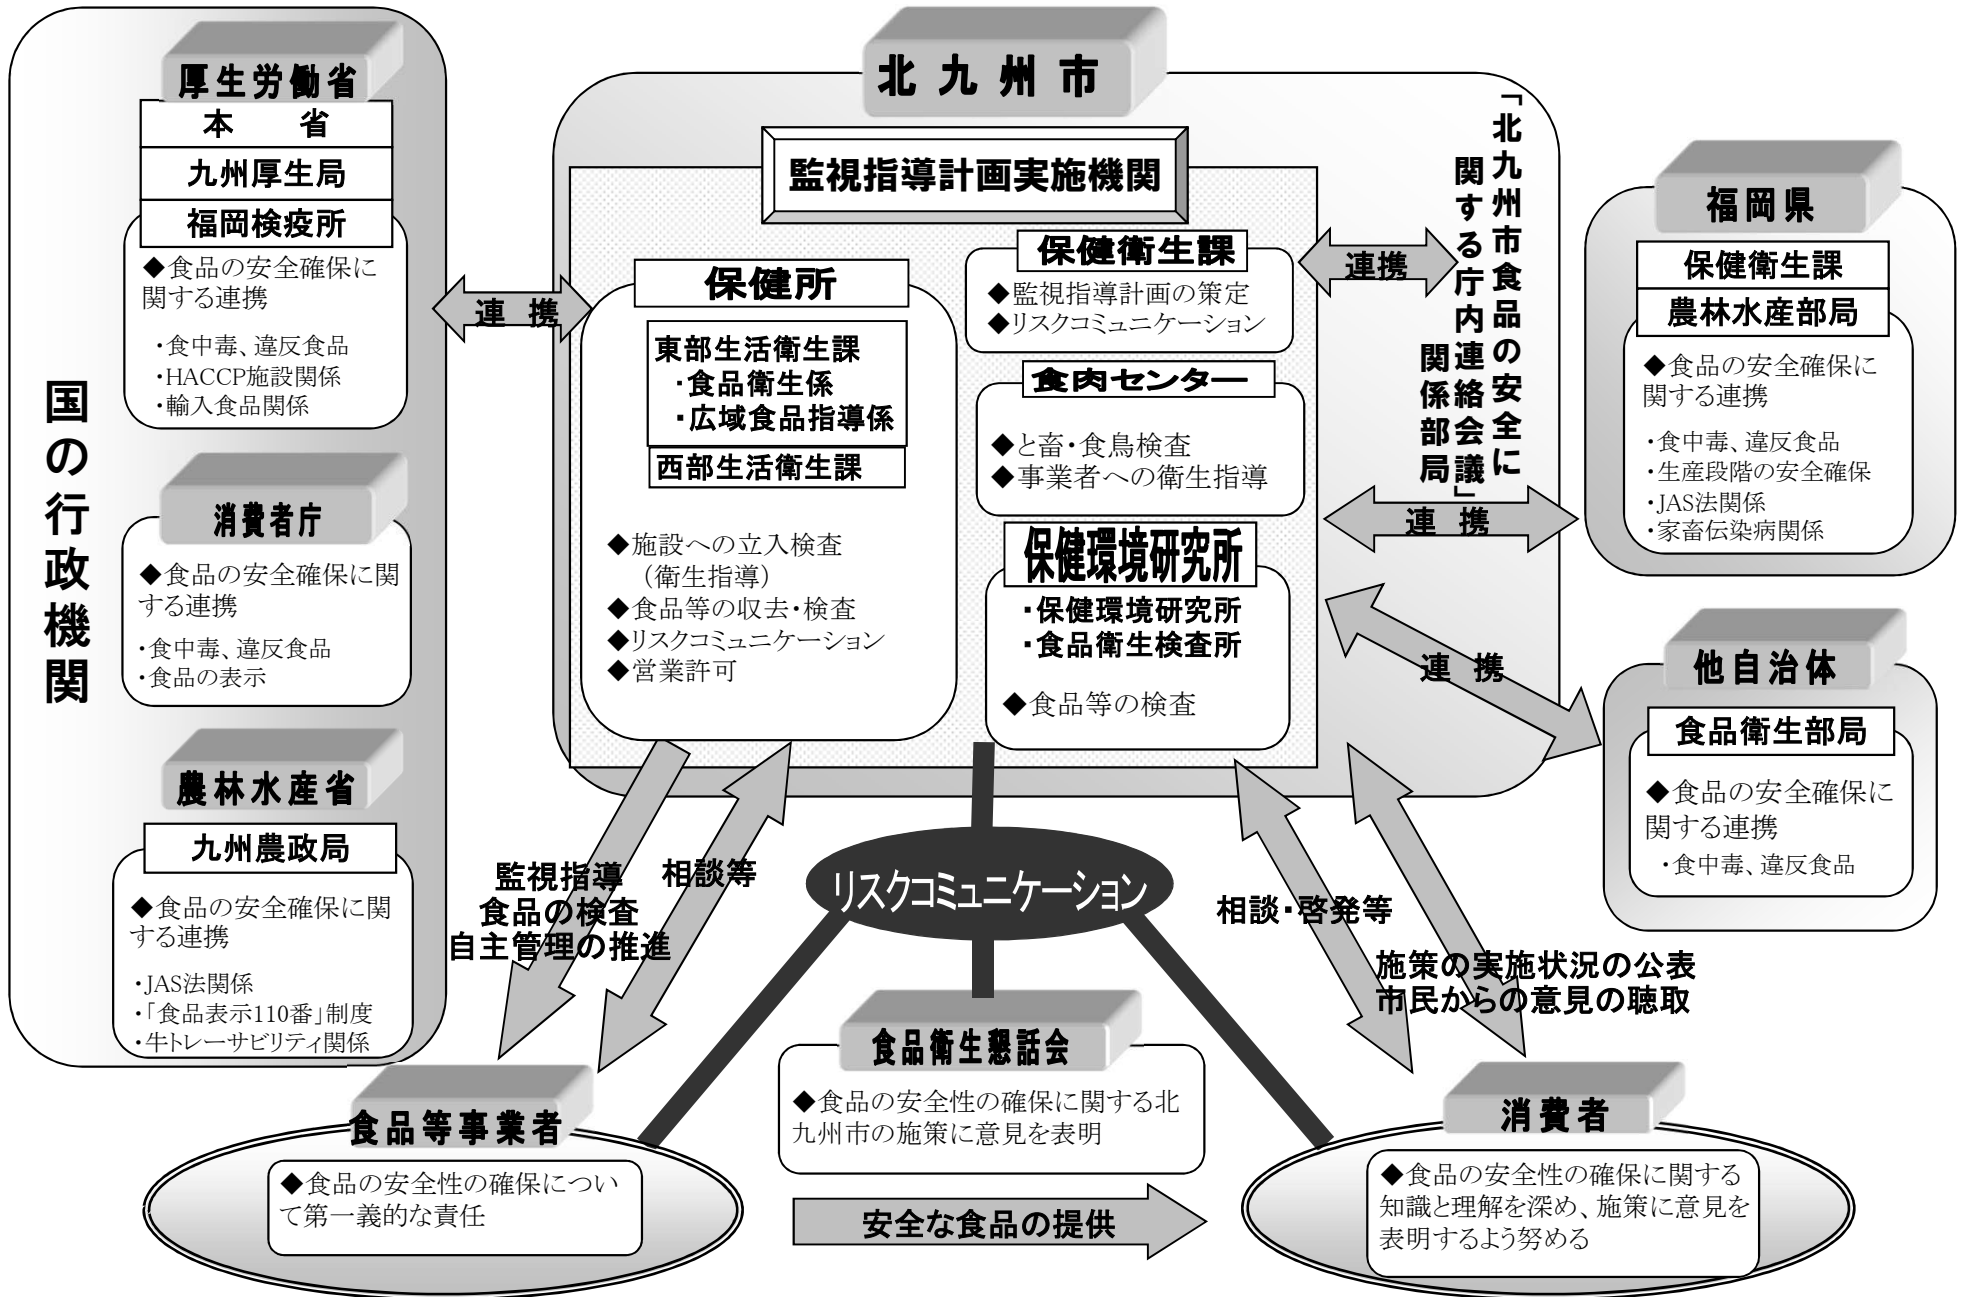 国の行政機関
厚生労働省
本　　省
九州厚生局
福岡検疫所
◆食品の安全確保に
関する連携
・食中毒、違反食品
・HACCP施設関係
・輸入食品関係
消費者庁
◆食品の安全確保に関
する連携
・食中毒、違反食品
・食品の表示
農林水産省
九州農政局
◆食品の安全確保に関
する連携
・JAS法関係
・「食品表示110番」制度
・牛トレーサビリティ関係
連 携
北 九 州 市
監視指導計画実施機関
保健所
東部生活衛生課
・食品衛生係
・広域食品指導係
西部生活衛生課
◆施設への立入検査
（衛生指導）
◆食品等の収去・検査
◆リスクコミュニケーション
◆営業許可
保健衛生課
◆監視指導計画の策定
◆リスクコミュニケーション
食肉センター
◆と畜・食鳥検査
◆事業者への衛生指導
保健環境研究所
・保健環境研究所
・食品衛生検査所
◆食品等の検査
連携
「北九州市食品の安全に
関する庁内連絡会議」
関係部局
連 携
連 携
福岡県
保健衛生課
農林水産部局
◆食品の安全確保に
関する連携
・食中毒、違反食品
・生産段階の安全確保
・JAS法関係
・家畜伝染病関係
他自治体
食品衛生部局
◆食品の安全確保に
関する連携
・食中毒、違反食品
監視指導
食品の検査
自主管理の推進
相談等
リスクコミュニケーション
相談・啓発等
施策の実施状況の公表
市民からの意見の聴取
食品衛生懇話会
◆食品の安全性の確保に関する北
九州市の施策に意見を表明
食品等事業者
◆食品の安全性の確保につい
て第一義的な責任
安全な食品の提供
消費者
◆食品の安全性の確保に関する
知識と理解を深め、施策に意見を
表明するよう努める